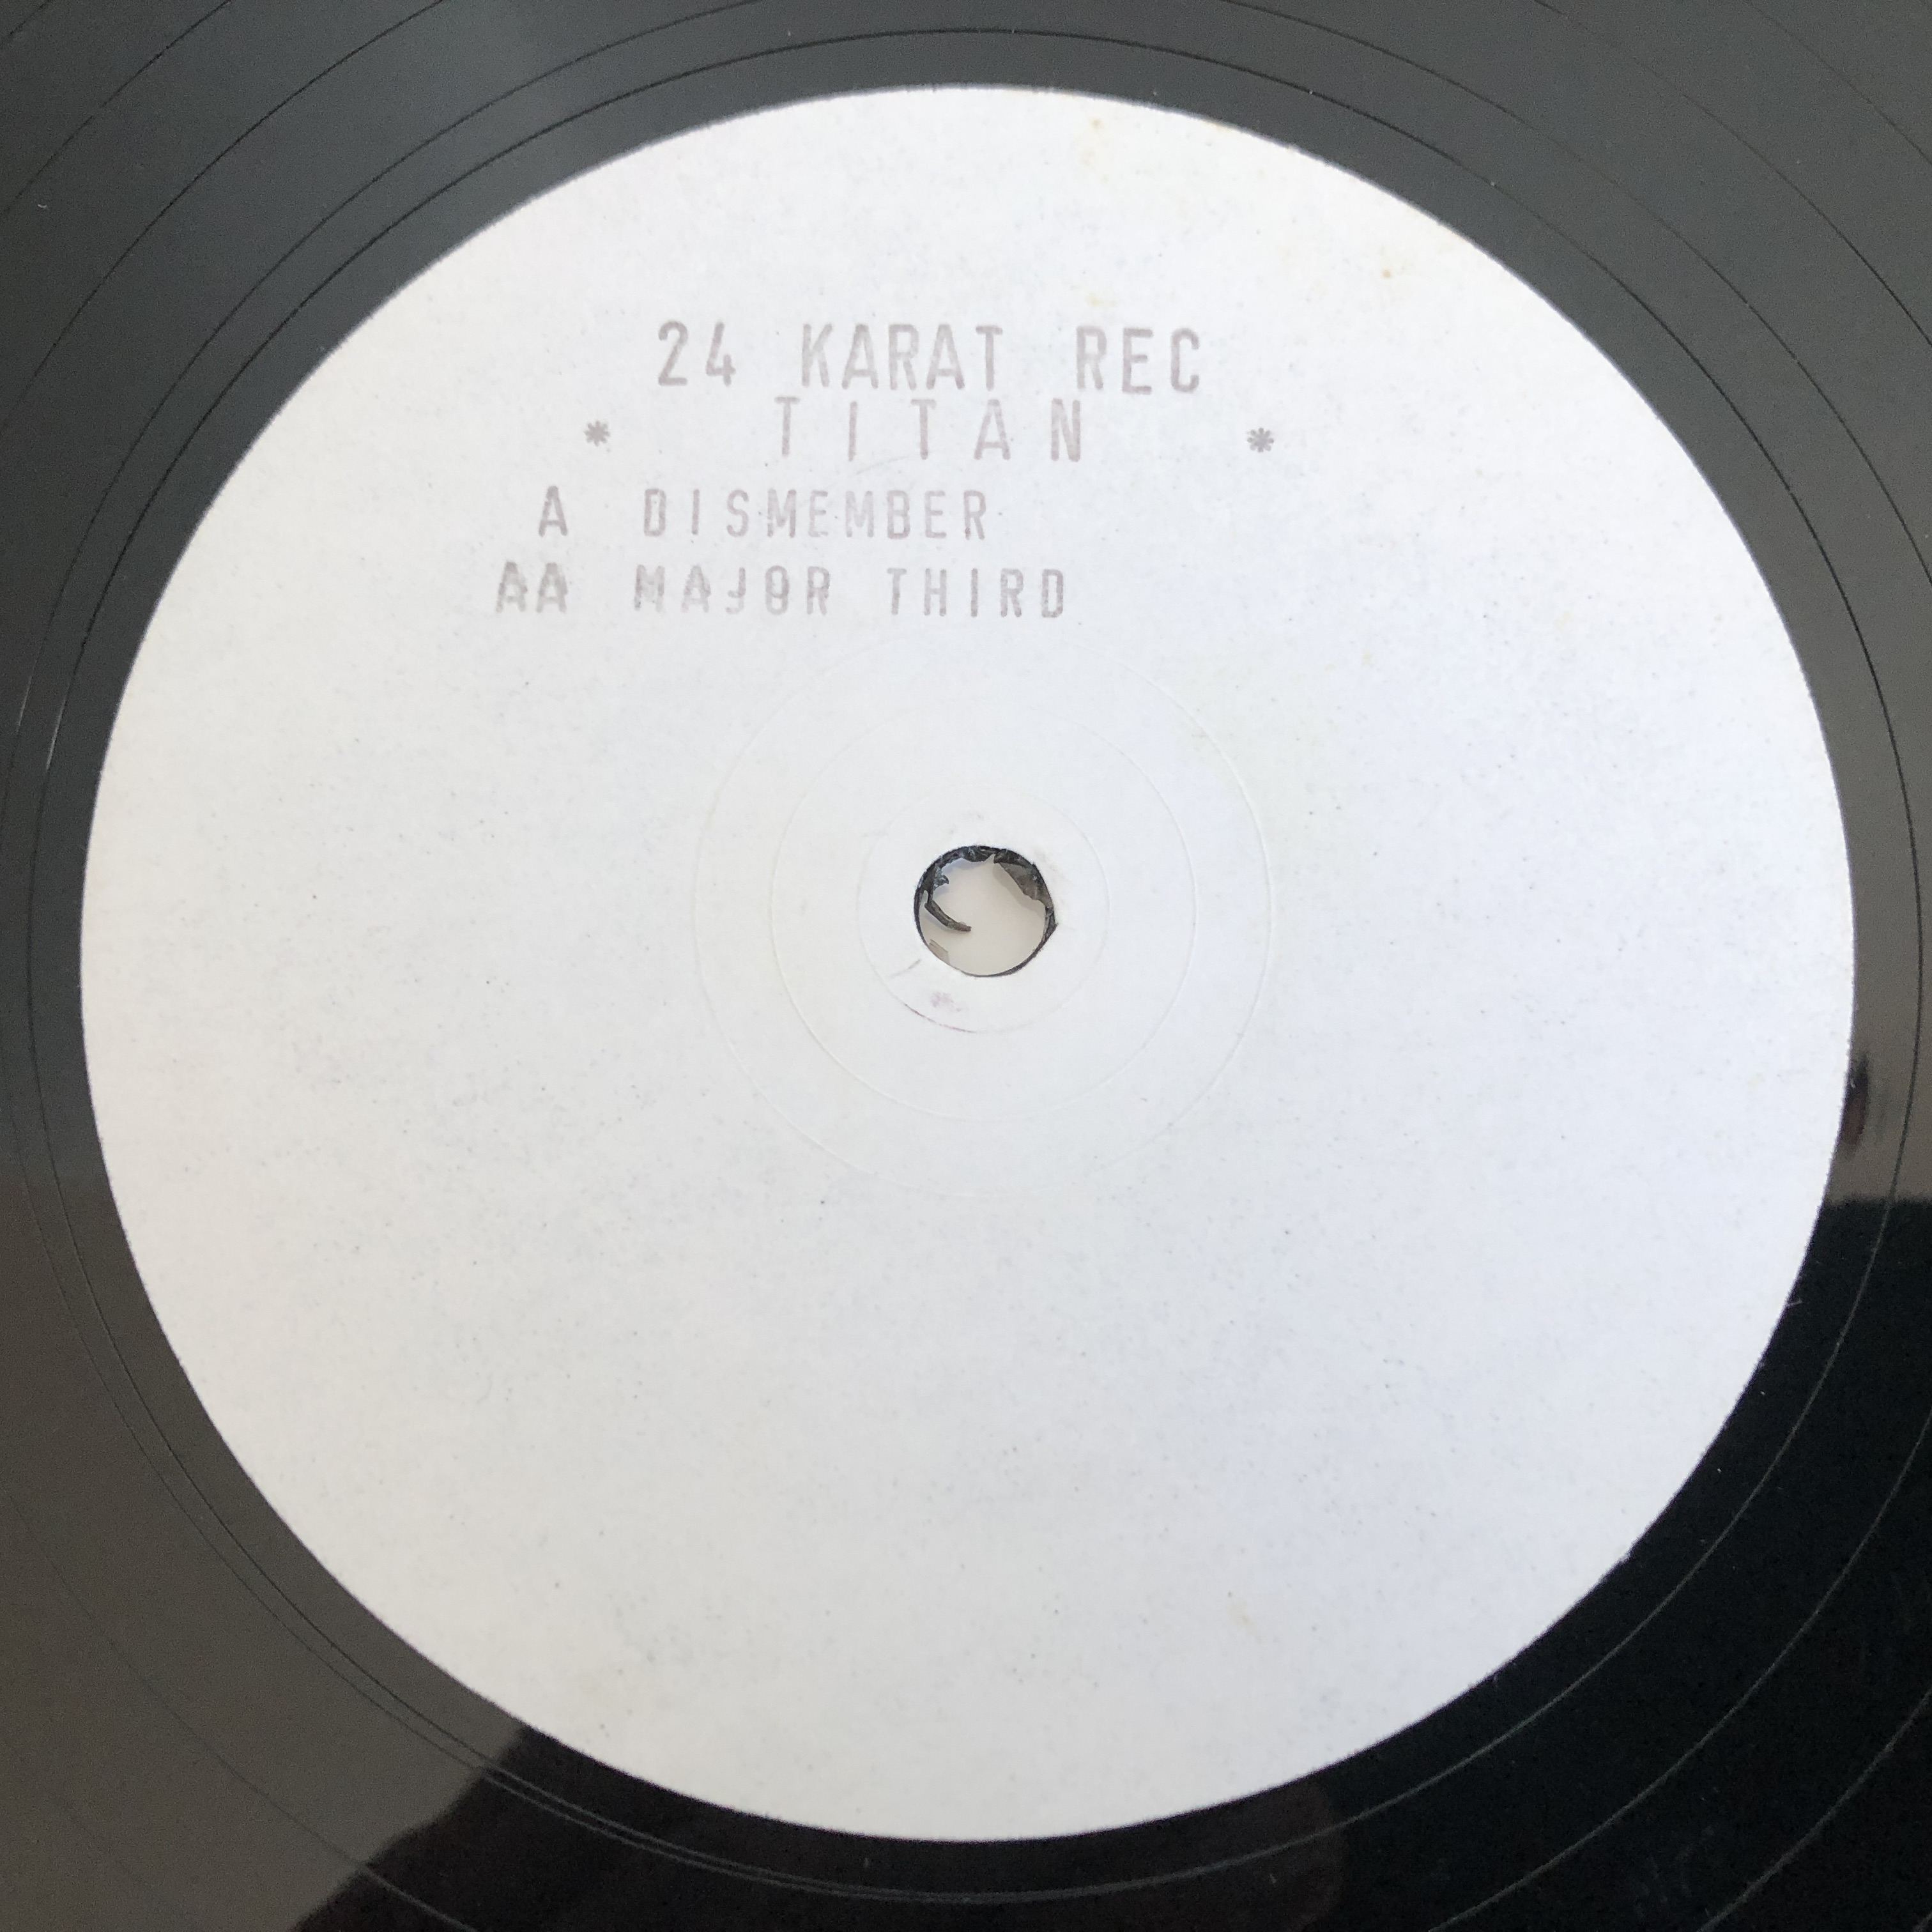 24 KARAT REC
* TITAN *
A DISMEMBER
AA MAJOR THIRD